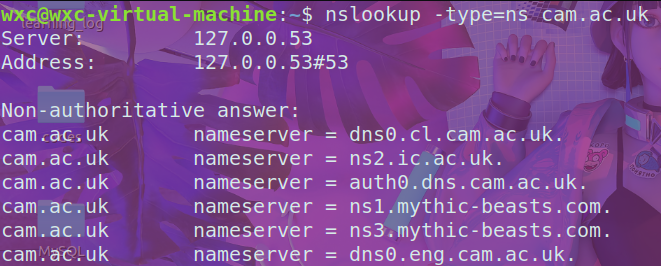 wxc@wxc-virtual-machine:~$ nslookup -type=ns cam.ac.uk
learning_log
Server: 127.0.0.53
Address: 127.0.0.53#53
Non-authoritative answer:
cam.ac.uk nameserver = dns0.cl.cam.ac.uk.
cam.ac.uk nameserver = ns2.ic.ac.uk.
cam.ac.uk nameserver = auth0.dns.cam.ac.uk.
cam.ac.uk nameserver = ns1.mythic-beasts.com.
cam.ac.uk nameserver = ns3.mythic-beasts.com.
MySQL
cam.ac.uk nameserver = dns0.eng.cam.ac.uk.